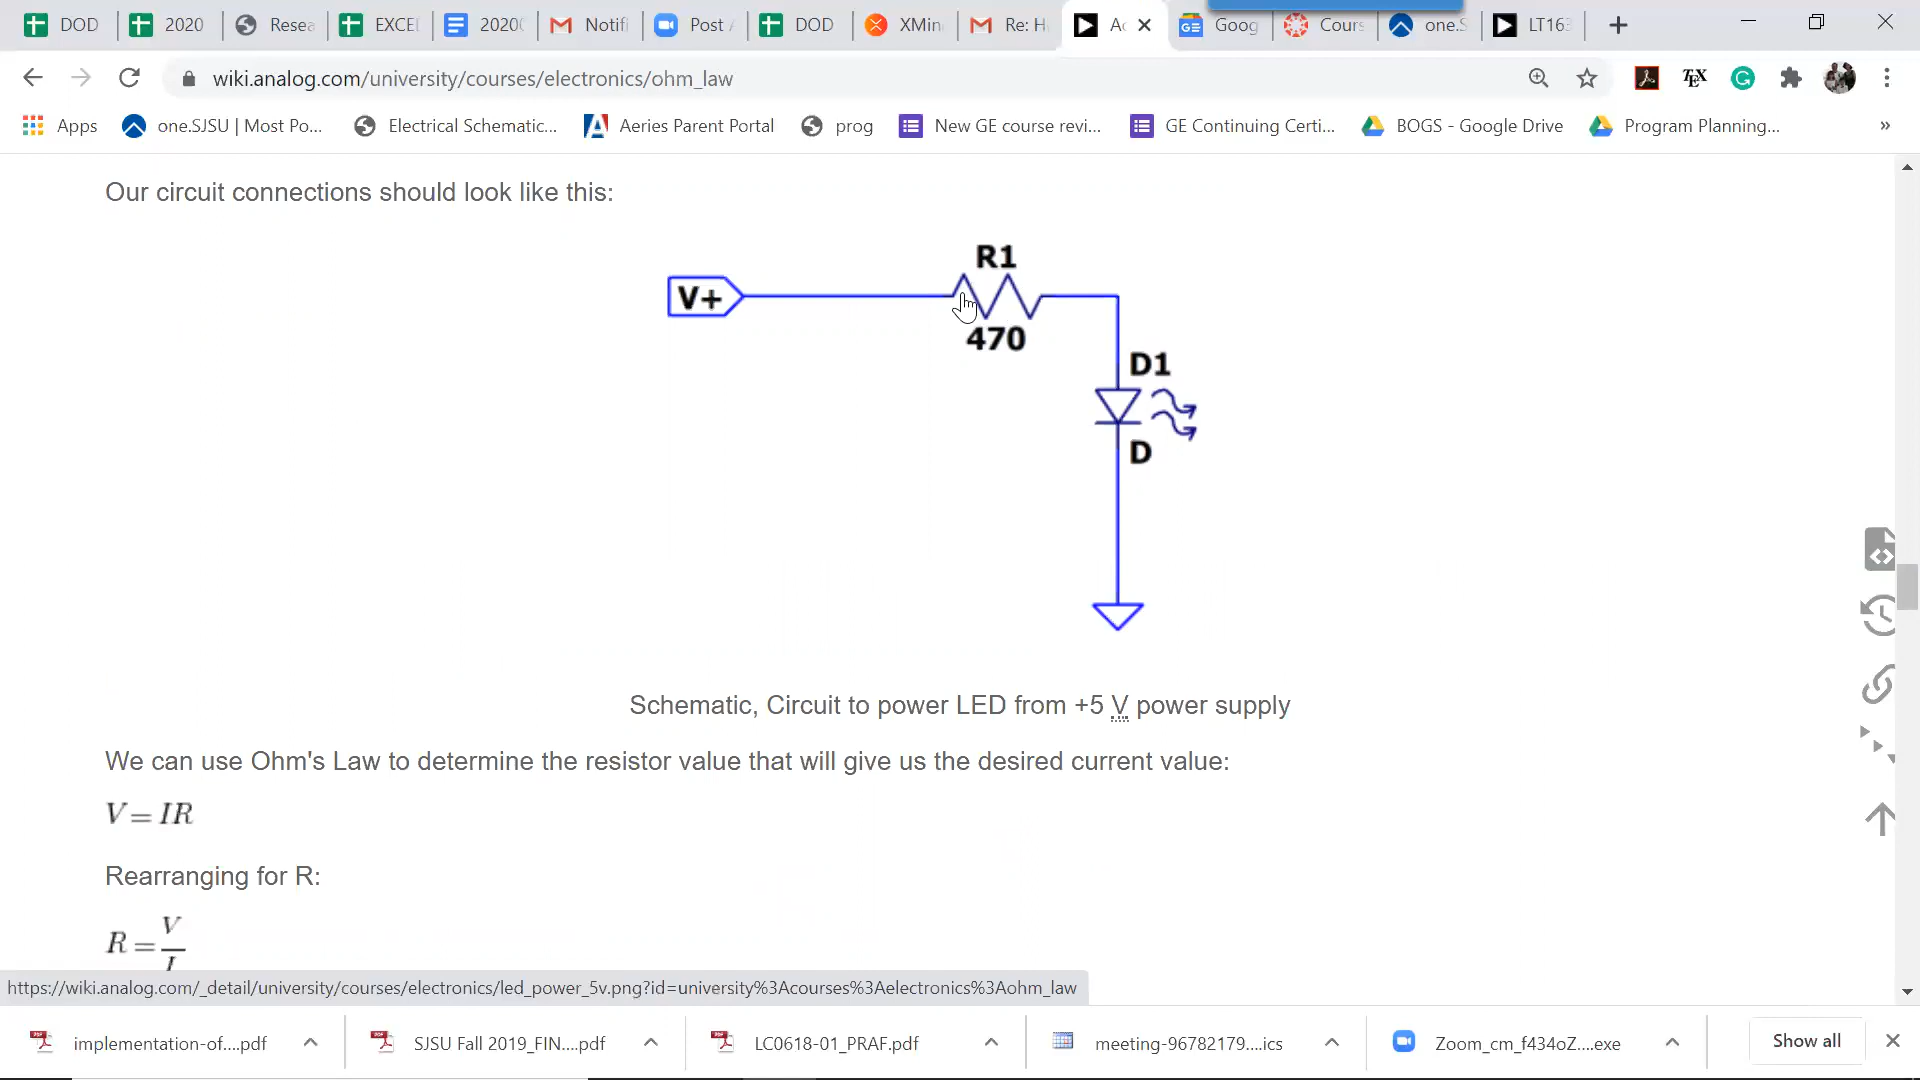 DOD 2020 Resea EXCEL 2020( Notifi Post A DOD XMin Re: H Ac Goog Cours one.S LT163
wiki.analog.com/university/courses/electronics/ohm_law
Apps one.SJSU | Most Po... Electrical Schematic... Aeries Parent Portal prog New GE course revi... GE Continuing Certi... BOGS - Google Drive Program Planning... »
Our circuit connections should look like this:
R1
V+
470
D1
D
Schematic, Circuit to power LED from +5 V power supply
We can use Ohm's Law to determine the resistor value that will give us the desired current value:
V = IR
Rearranging for R:
R = V/I
https://wiki.analog.com/_detail/university/courses/electronics/led_power_5v.png?id=university%3Acourses%3Aelectronics%3Aohm_law
implementation-of....pdf SJSU Fall 2019_FIN....pdf LC0618-01_PRAF.pdf meeting-96782179....ics Zoom_cm_f434oZ....exe Show all